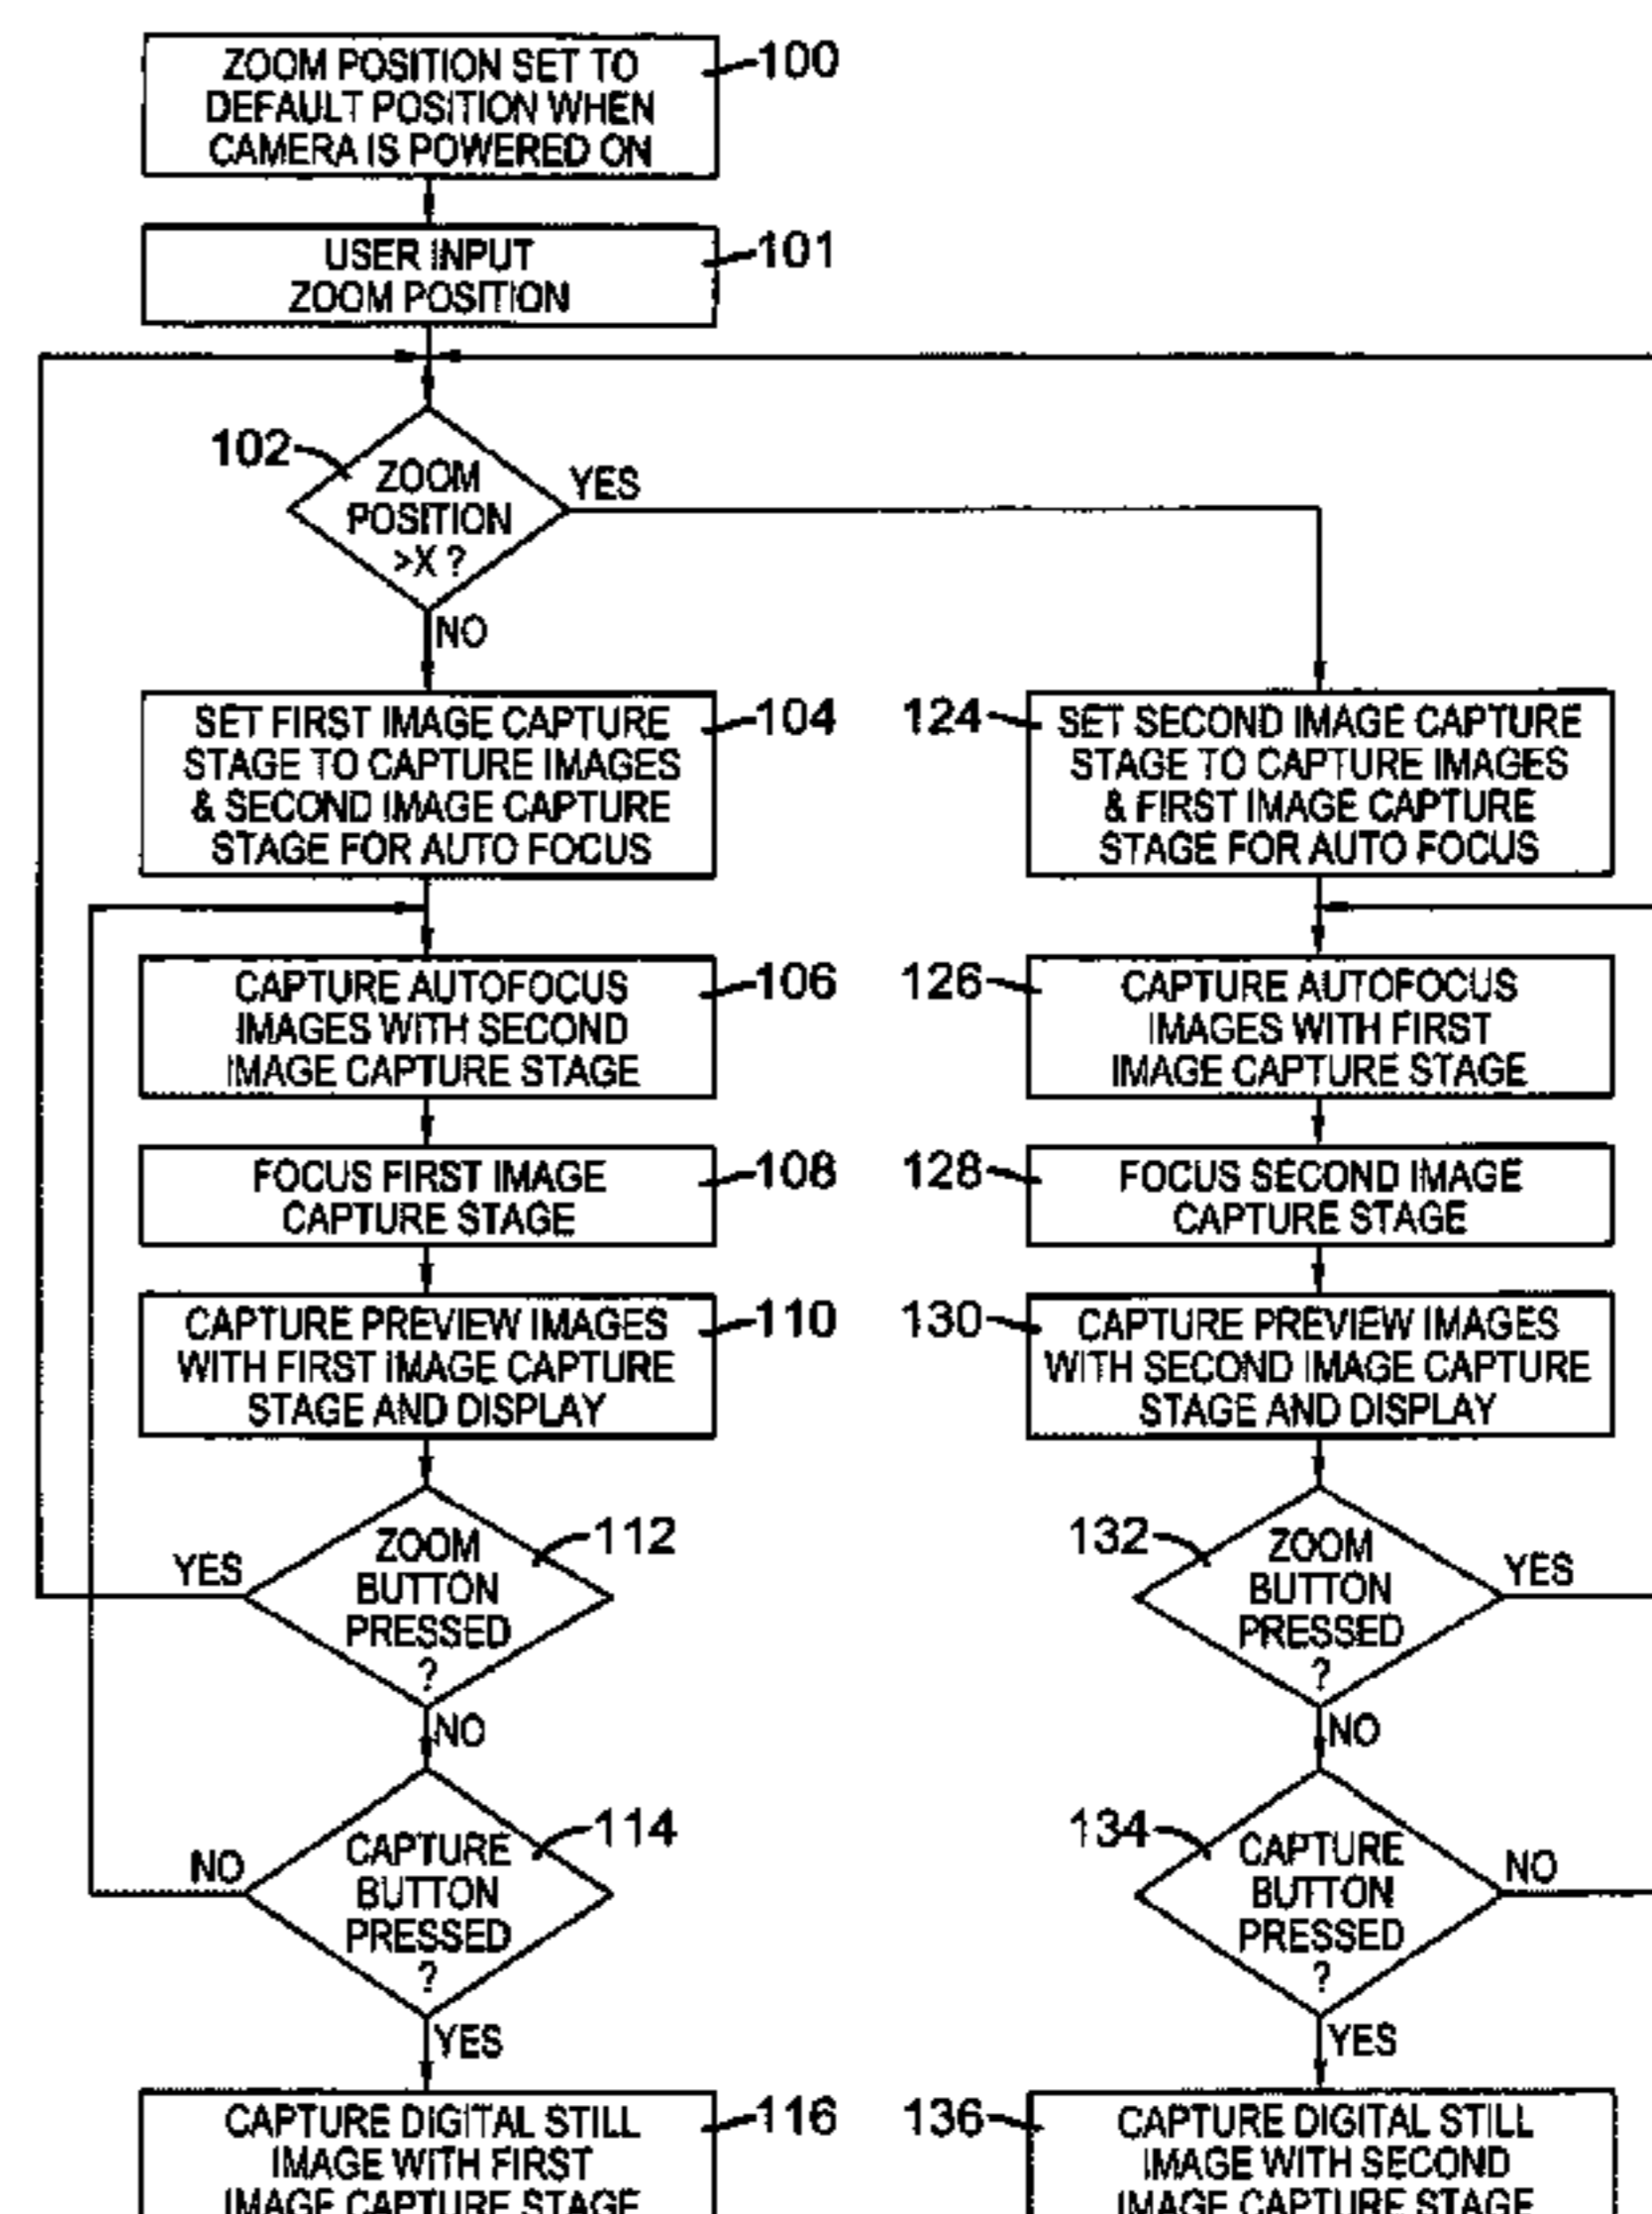 ZOOM POSITION SET TO
DEFAULT POSITION WHEN
CAMERA IS POWERED ON
100
USER INPUT
ZOOM POSITION
101
102
ZOOM
POSITION
>X ?
YES
NO
SET FIRST IMAGE CAPTURE
STAGE TO CAPTURE IMAGES
& SECOND IMAGE CAPTURE
STAGE FOR AUTO FOCUS
104
124
SET SECOND IMAGE CAPTURE
STAGE TO CAPTURE IMAGES
& FIRST IMAGE CAPTURE
STAGE FOR AUTO FOCUS
CAPTURE AUTOFOCUS
IMAGES WITH SECOND
IMAGE CAPTURE STAGE
106
126
CAPTURE AUTOFOCUS
IMAGES WITH FIRST
IMAGE CAPTURE STAGE
FOCUS FIRST IMAGE
CAPTURE STAGE
108
128
FOCUS SECOND IMAGE
CAPTURE STAGE
CAPTURE PREVIEW IMAGES
WITH FIRST IMAGE CAPTURE
STAGE AND DISPLAY
110
130
CAPTURE PREVIEW IMAGES
WITH SECOND IMAGE CAPTURE
STAGE AND DISPLAY
YES
ZOOM
BUTTON
PRESSED
?
112
NO
132
ZOOM
BUTTON
PRESSED
?
YES
NO
NO
CAPTURE
BUTTON
PRESSED
?
114
YES
134
CAPTURE
BUTTON
PRESSED
?
NO
YES
CAPTURE DIGITAL STILL
IMAGE WITH FIRST
IMAGE CAPTURE STAGE
116
136
CAPTURE DIGITAL STILL
IMAGE WITH SECOND
IMAGE CAPTURE STAGE